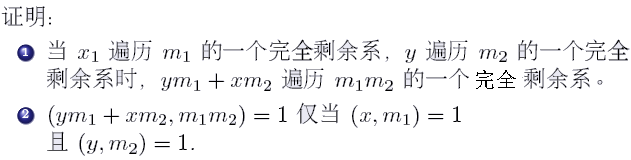 证明:
1 当 x₁ 遍历 m₁ 的一个完全剩余系, y 遍历 m₂ 的一个完全
剩余系时, ym₁ + xm₂ 遍历 m₁m₂ 的一个 完全 剩余系。
2 (ym₁ + xm₂, m₁m₂) = 1 仅当 (x, m₁) = 1
且 (y, m₂) = 1.